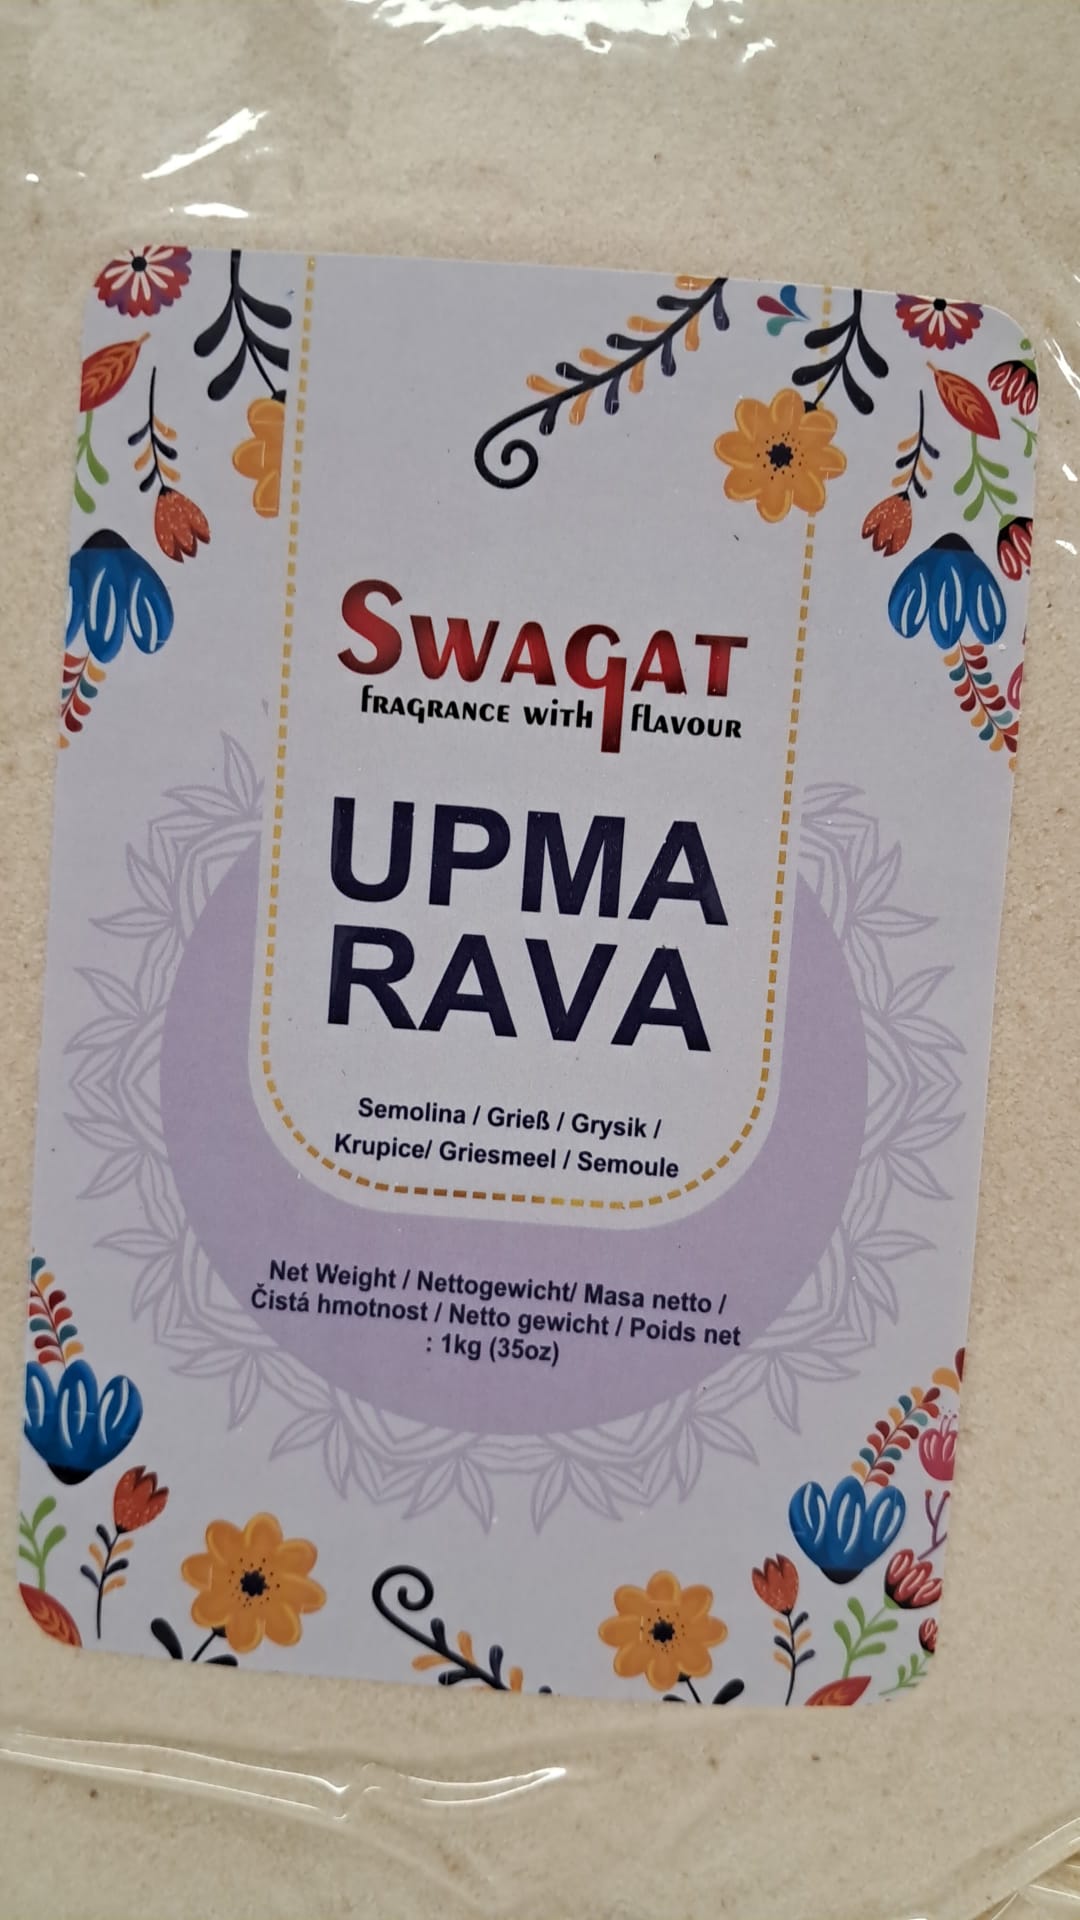 SWAGAT
FRAGRANCE WITH FLAVOUR
UPMA
RAVA
Semolina / Grieß / Grysik /
Krupice/ Griesmeel / Semoule
Net Weight / Nettogewicht/ Masa netto /
Čistá hmotnost / Netto gewicht / Poids net
: 1kg (35oz)